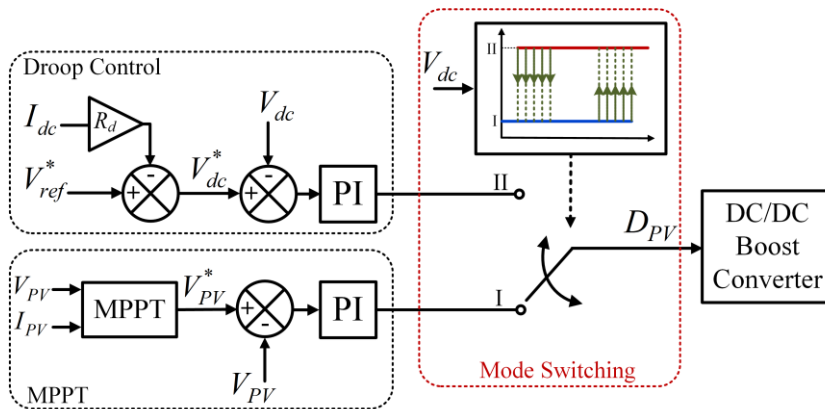 Droop Control
I_dc
R_d
V*_ref
+
-
V*_dc
V_dc
+
-
PI
II
V_dc
II
I
D_PV
DC/DC
Boost
Converter
V_PV
I_PV
MPPT
V*_PV
+
-
V_PV
PI
I
Mode Switching
MPPT